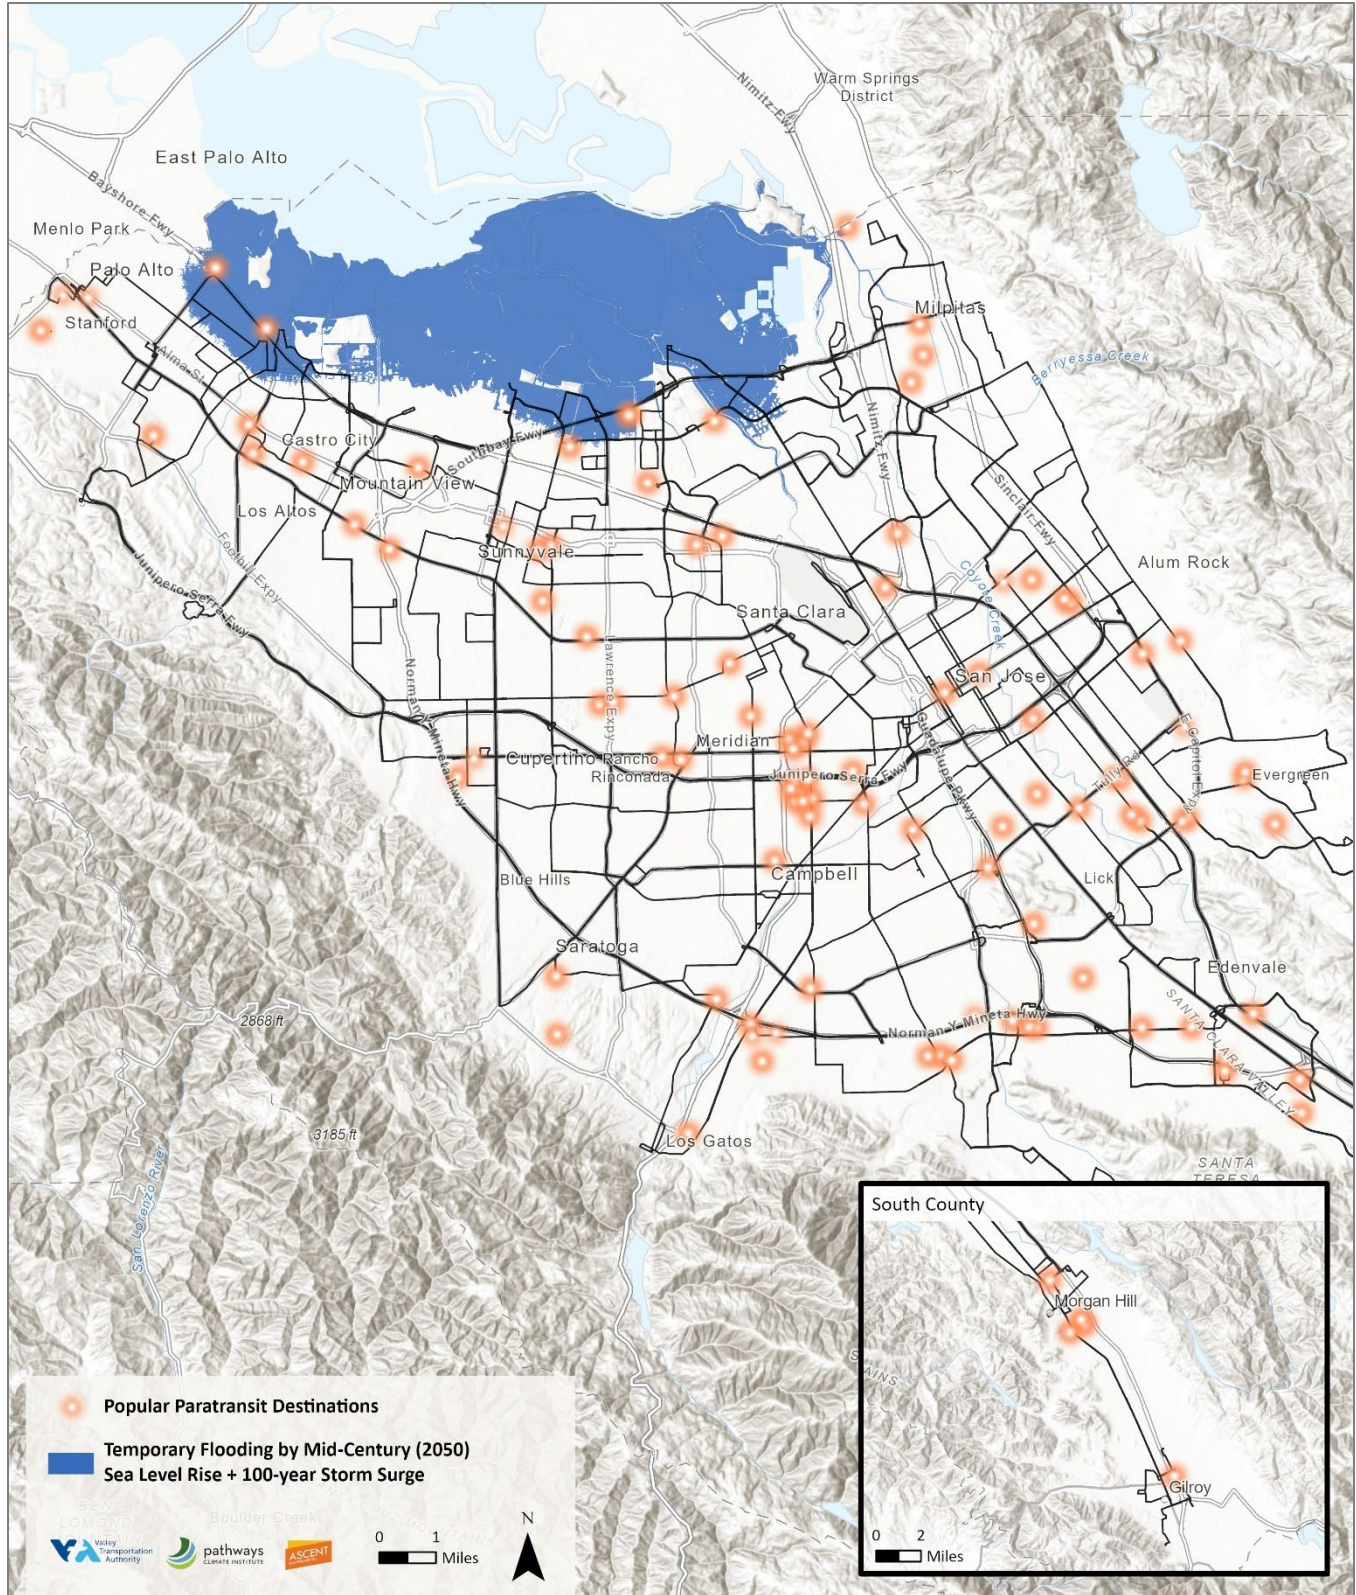 Warm Springs
District
Nimitz Fwy
East Palo Alto
Bayshore Fwy
Menlo Park
Palo Alto
Stanford
Milpitas
Berryessa Creek
Alma St
Castro City
Southbay Fwy
Nimitz Fwy
Mountain View
Sinclair Fwy
Los Altos
Foothill Expy
Sunnyvale
Junipero Serra Fwy
Coyote Creek
Alum Rock
Santa Clara
Lawrence Expy
Norman Y Mineta Hwy
San Jose
Guadalupe Pkwy
Meridian
Cupertino
Rancho
Rinconada
Junipero Serra Fwy
Tully Rd
E Capitol Expy
Evergreen
Blue Hills
Campbell
Lick
Saratoga
Edenvale
2868 ft
Norman Y Mineta Hwy
SANTA CLARA VALLEY
3185 ft
Los Gatos
San Lorenzo River
SANTA
TERESA
South County
Morgan Hill
AINS
Gilroy
0 2
Miles
Popular Paratransit Destinations
Temporary Flooding by Mid-Century (2050)
Sea Level Rise + 100-year Storm Surge
BEN
LOMOND
Boulder Creek
VTA
Valley
Transportation
Authority
pathways
CLIMATE INSTITUTE
ASCENT
0 1
Miles
N